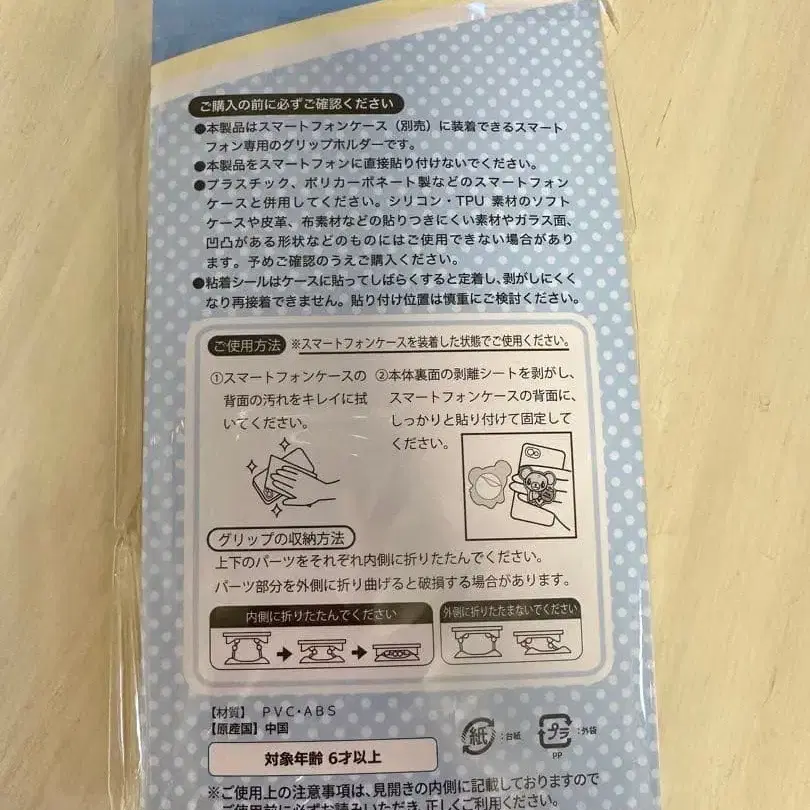 ご購入の前に必ずご確認ください
●本製品はスマートフォンケース（別売）に装着できるスマート
フォン専用のグリップホルダーです。
●本製品をスマートフォンに直接貼り付けないでください。
●プラスチック、ポリカーボネート製などのスマートフォン
ケースと併用してください。シリコン・TPU 素材のソフト
ケースや皮革、布素材などの貼りつきにくい素材やガラス面、
凹凸がある形状などのものにはご使用できない場合があり
ます。予めご確認のうえご購入ください。
●粘着シールはケースに貼ってしばらくすると定着し、剥がしにくく
なり再接着できません。貼り付け位置は慎重にご検討ください。
ご使用方法 ※スマートフォンケースを装着した状態でご使用ください。
①スマートフォンケースの
背面の汚れをキレイに拭
いてください。
②本体裏面の剥離シートを剥がし、
スマートフォンケースの背面に、
しっかりと貼り付けて固定して
ください。
グリップの収納方法
上下のパーツをそれぞれ内側に折りたたんでください。
パーツ部分を外側に折り曲げると破損する場合があります。
内側に折りたたんでください
外側に折りたたまないでください
【材質】 PVC・ABS
【原産国】中国
紙 :台紙
プラ :外袋
PP
対象年齢 6才以上
※ご使用上の注意事項は、見開きの内側に記載しておりますので
ご使用前に必ずお読みいただき、正しくご利用ください。